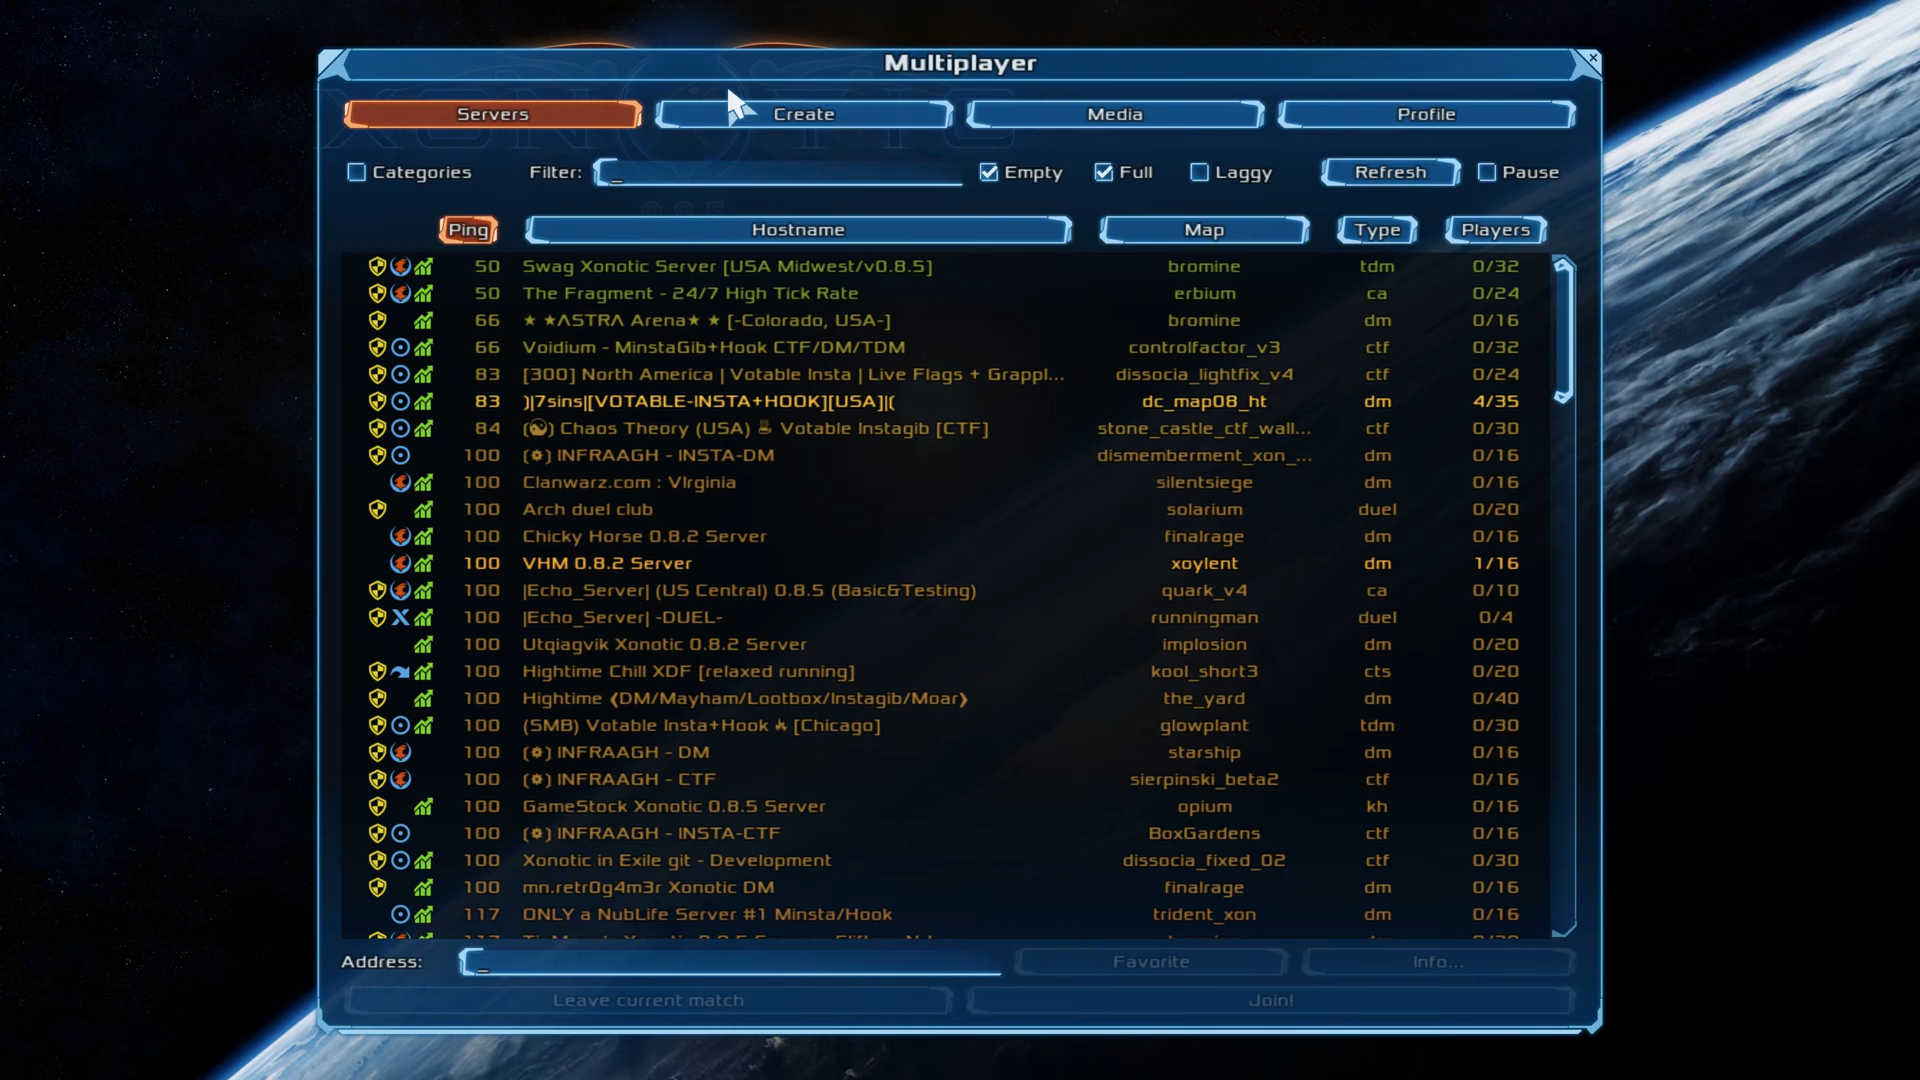 Multiplayer
Servers Create Media Profile
Categories Filter: _ Empty Full Laggy Refresh Pause
Ping Hostname Map Type Players
50 Swag Xonotic Server [USA Midwest/v0.8.5] bromine tdm 0/32
50 The Fragment - 24/7 High Tick Rate erbium ca 0/24
66 ★ ★ΛSTRΛ Arena★ ★ [-Colorado, USA-] bromine dm 0/16
66 Voidium - MinstaGib+Hook CTF/DM/TDM controlfactor_v3 ctf 0/32
83 [300] North America | Votable Insta | Live Flags + Grappl... dissocia_lightfix_v4 ctf 0/24
83 )|7sins|[VOTABLE-INSTA+HOOK][USA]|( dc_map08_ht dm 4/35
84 (☯) Chaos Theory (USA) ♨ Votable Instagib [CTF] stone_castle_ctf_wall... ctf 0/30
100 (⚙) INFRAAGH - INSTA-DM dismemberment_xon_... dm 0/16
100 Clanwarz.com : VIrginia silentsiege dm 0/16
100 Arch duel club solarium duel 0/20
100 Chicky Horse 0.8.2 Server finalrage dm 0/16
100 VHM 0.8.2 Server xoylent dm 1/16
100 |Echo_Server| (US Central) 0.8.5 (Basic&Testing) quark_v4 ca 0/10
100 |Echo_Server| -DUEL- runningman duel 0/4
100 Utqiagvik Xonotic 0.8.2 Server implosion dm 0/20
100 Hightime Chill XDF [relaxed running] kool_short3 cts 0/20
100 Hightime ❮DM/Mayham/Lootbox/Instagib/Moar❯ the_yard dm 0/40
100 (SMB) Votable Insta+Hook 🔥 [Chicago] glowplant tdm 0/30
100 (⚙) INFRAAGH - DM starship dm 0/16
100 (⚙) INFRAAGH - CTF sierpinski_beta2 ctf 0/16
100 GameStock Xonotic 0.8.5 Server opium kh 0/16
100 (⚙) INFRAAGH - INSTA-CTF BoxGardens ctf 0/16
100 Xonotic in Exile git - Development dissocia_fixed_02 ctf 0/30
100 mn.retr0g4m3r Xonotic DM finalrage dm 0/16
117 ONLY a NubLife Server #1 Minsta/Hook trident_xon dm 0/16
Address: _ Favorite Info...
Leave current match Join!